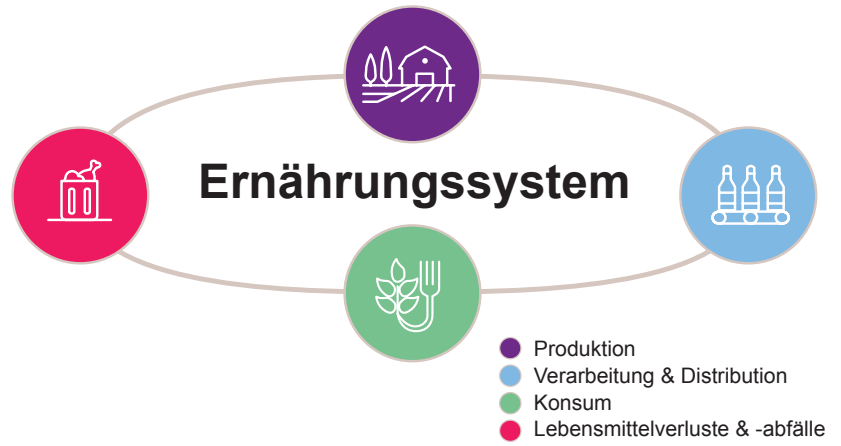 Ernährungssystem
Produktion
Verarbeitung & Distribution
Konsum
Lebensmittelverluste & -abfälle